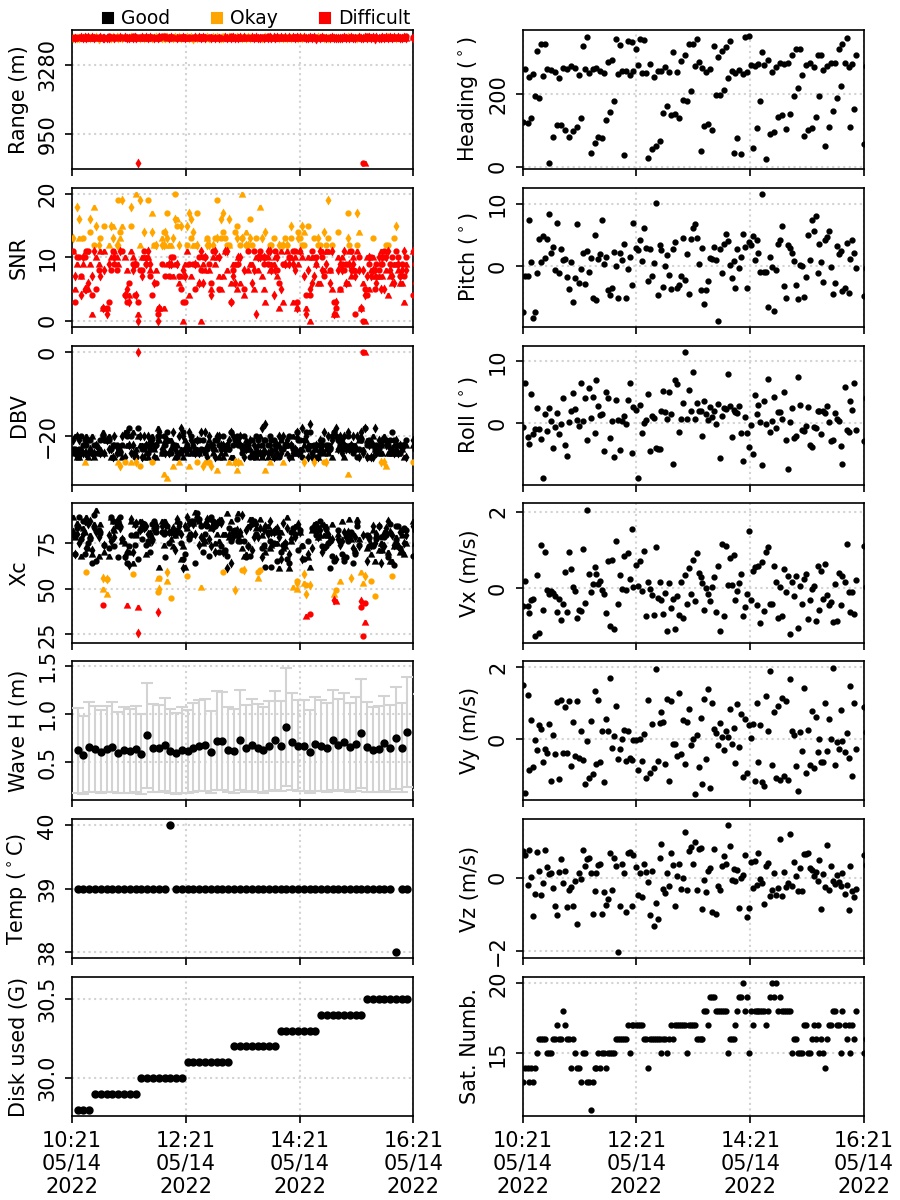 Good Okay Difficult
Range (m)
3280
950
SNR
20
10
0
DBV
0
−20
Xc
75
50
25
Wave H (m)
1.5
1.0
0.5
Temp (°C)
40
39
38
Disk used (G)
30.5
30.0
10:21 12:21 14:21 16:21
05/14 05/14 05/14 05/14
2022 2022 2022 2022
Heading (°)
200
0
Pitch (°)
10
0
Roll (°)
10
0
Vx (m/s)
2
0
Vy (m/s)
2
0
Vz (m/s)
0
−2
Sat. Numb.
20
15
10:21 12:21 14:21 16:21
05/14 05/14 05/14 05/14
2022 2022 2022 2022